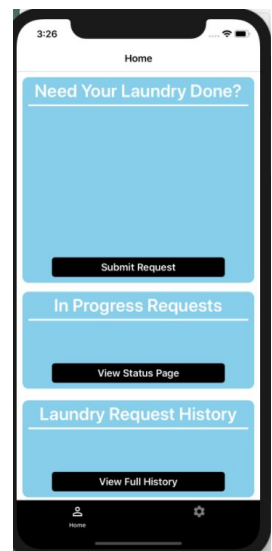 3:26
Home
Need Your Laundry Done?
Submit Request
In Progress Requests
View Status Page
Laundry Request History
View Full History
Home